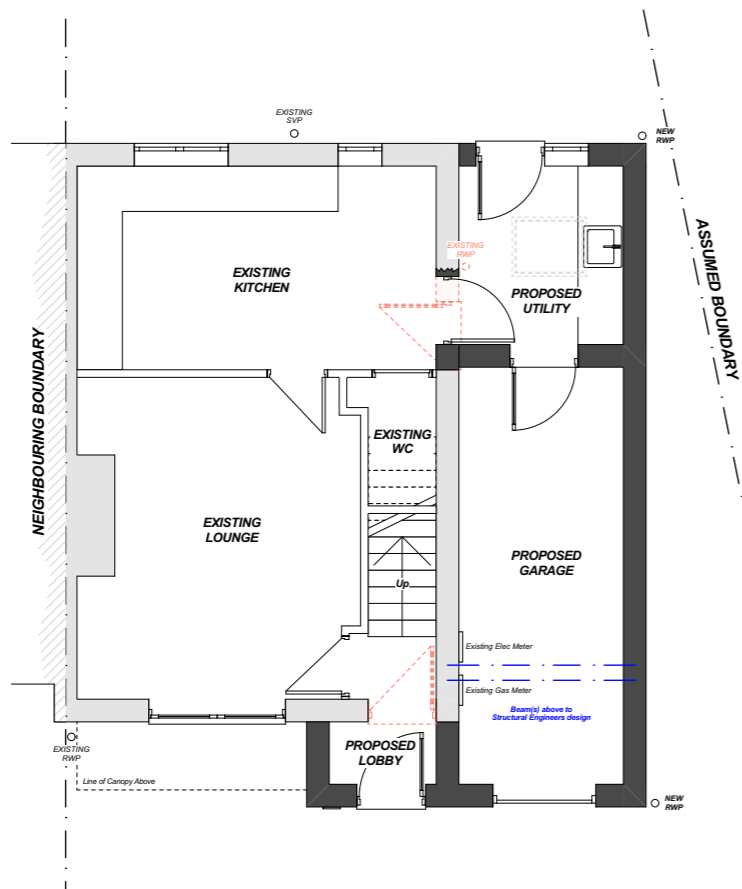 EXISTING
SVP
NEW
RWP
EXISTING
RWP
EXISTING
KITCHEN
PROPOSED
UTILITY
ASSUMED BOUNDARY
NEIGHBOURING BOUNDARY
EXISTING
WC
EXISTING
LOUNGE
PROPOSED
GARAGE
Up
Existing Elec Meter
Existing Gas Meter
Beam(s) above to
Structural Engineers design
EXISTING
RWP
PROPOSED
LOBBY
Line of Canopy Above
NEW
RWP